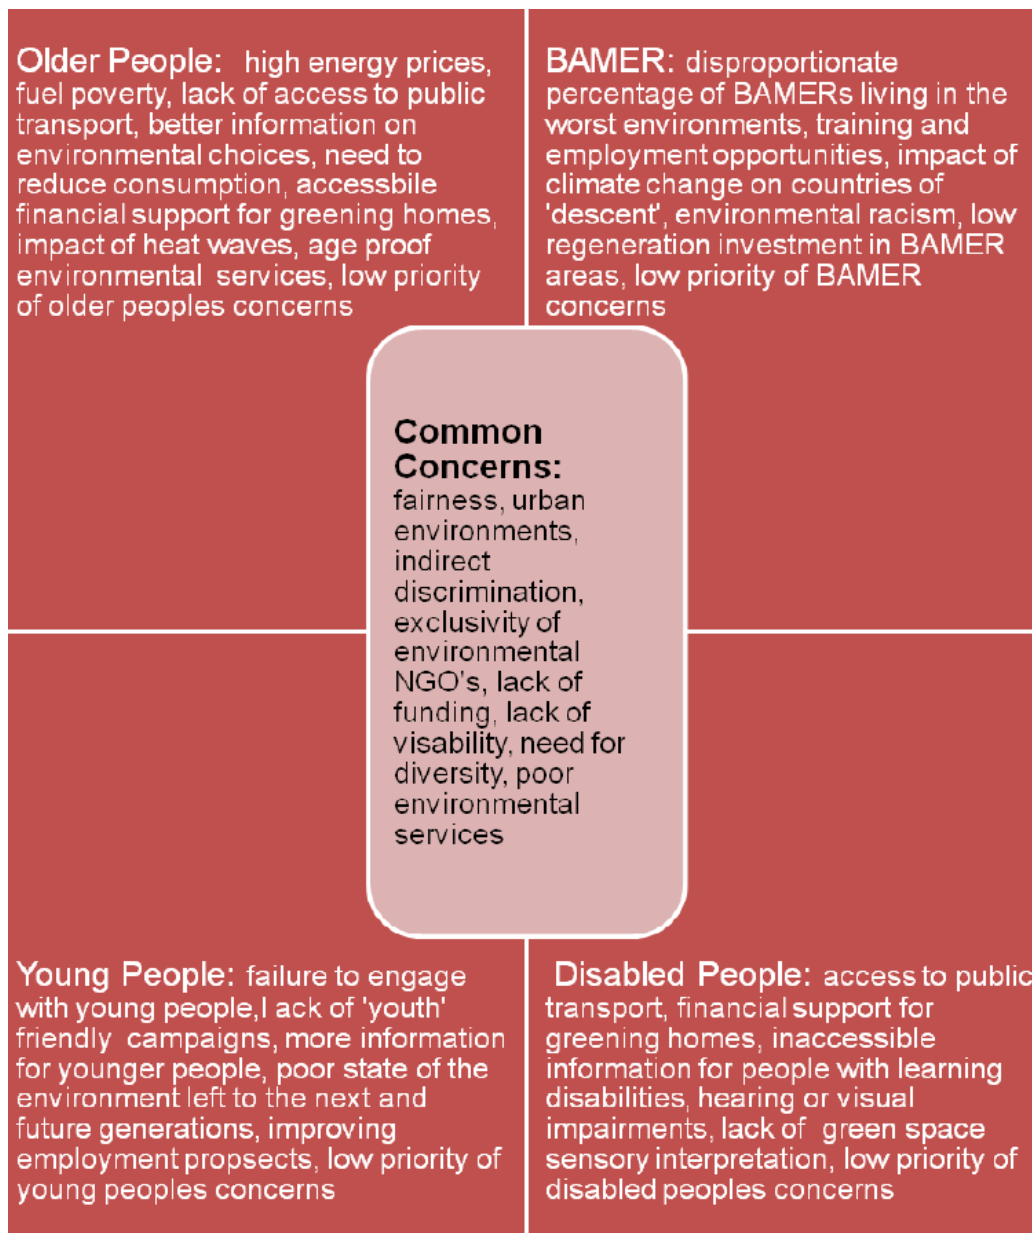 Older People: high energy prices,
fuel poverty, lack of access to public
transport, better information on
environmental choices, need to
reduce consumption, accessbile
financial support for greening homes,
impact of heat waves, age proof
environmental services, low priority
of older peoples concerns
BAMER: disproportionate
percentage of BAMERs living in the
worst environments, training and
employment opportunities, impact of
climate change on countries of
'descent', environmental racism, low
regeneration investment in BAMER
areas, low priority of BAMER
concerns
Common
Concerns:
fairness, urban
environments,
indirect
discrimination,
exclusivity of
environmental
NGO's, lack of
funding, lack of
visability, need for
diversity, poor
environmental
services
Young People: failure to engage
with young people,l ack of 'youth'
friendly campaigns, more information
for younger people, poor state of the
environment left to the next and
future generations, improving
employment propsects, low priority of
young peoples concerns
Disabled People: access to public
transport, financial support for
greening homes, inaccessible
information for people with learning
disabilities, hearing or visual
impairments, lack of green space
sensory interpretation, low priority of
disabled peoples concerns